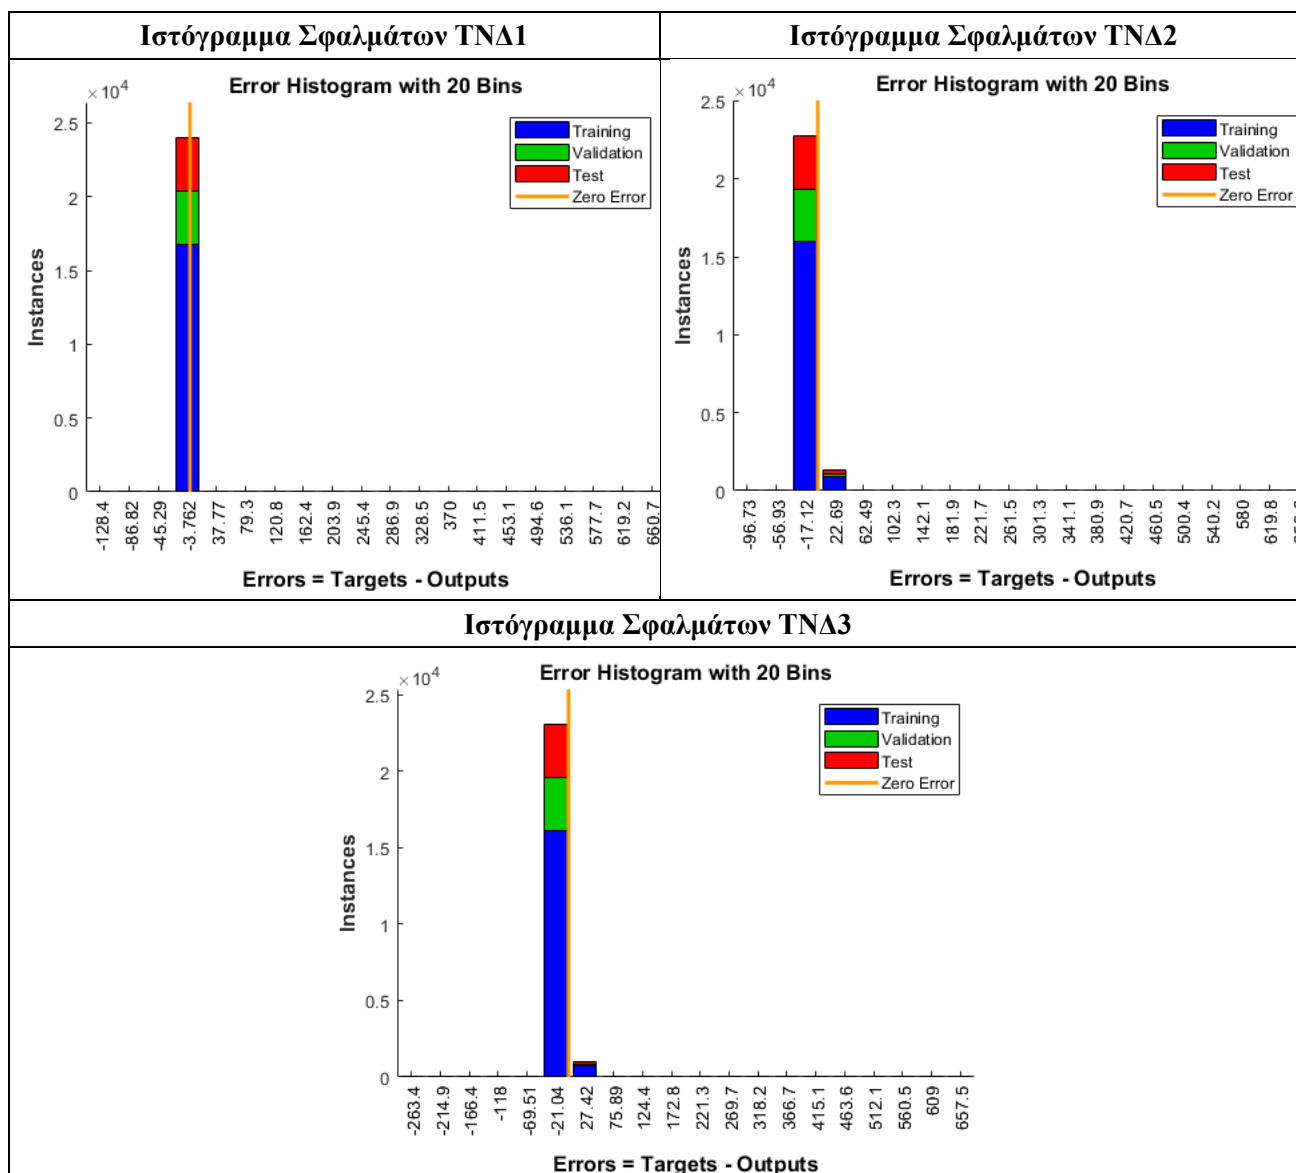 Ιστόγραμμα Σφαλμάτων ΤΝΔ1
Ιστόγραμμα Σφαλμάτων ΤΝΔ2
Error Histogram with 20 Bins
×10⁴
2.5
2
1.5
1
0.5
0
Instances
Training
Validation
Test
Zero Error
-128.4 -86.82 -45.29 -3.762 37.77 79.3 120.8 162.4 203.9 245.4 286.9 328.5 370 411.5 453.1 494.6 536.1 577.7 619.2 660.7
Errors = Targets - Outputs
Error Histogram with 20 Bins
×10⁴
2.5
2
1.5
1
0.5
0
Instances
Training
Validation
Test
Zero Error
-96.73 -56.93 -17.12 22.69 62.49 102.3 142.1 181.9 221.7 261.5 301.3 341.1 380.9 420.7 460.5 500.4 540.2 580 619.8
Errors = Targets - Outputs
Ιστόγραμμα Σφαλμάτων ΤΝΔ3
Error Histogram with 20 Bins
×10⁴
2.5
2
1.5
1
0.5
0
Instances
Training
Validation
Test
Zero Error
-263.4 -214.9 -166.4 -118 -69.51 -21.04 27.42 75.89 124.4 172.8 221.3 269.7 318.2 366.7 415.1 463.6 512.1 560.5 609 657.5
Errors = Targets - Outputs